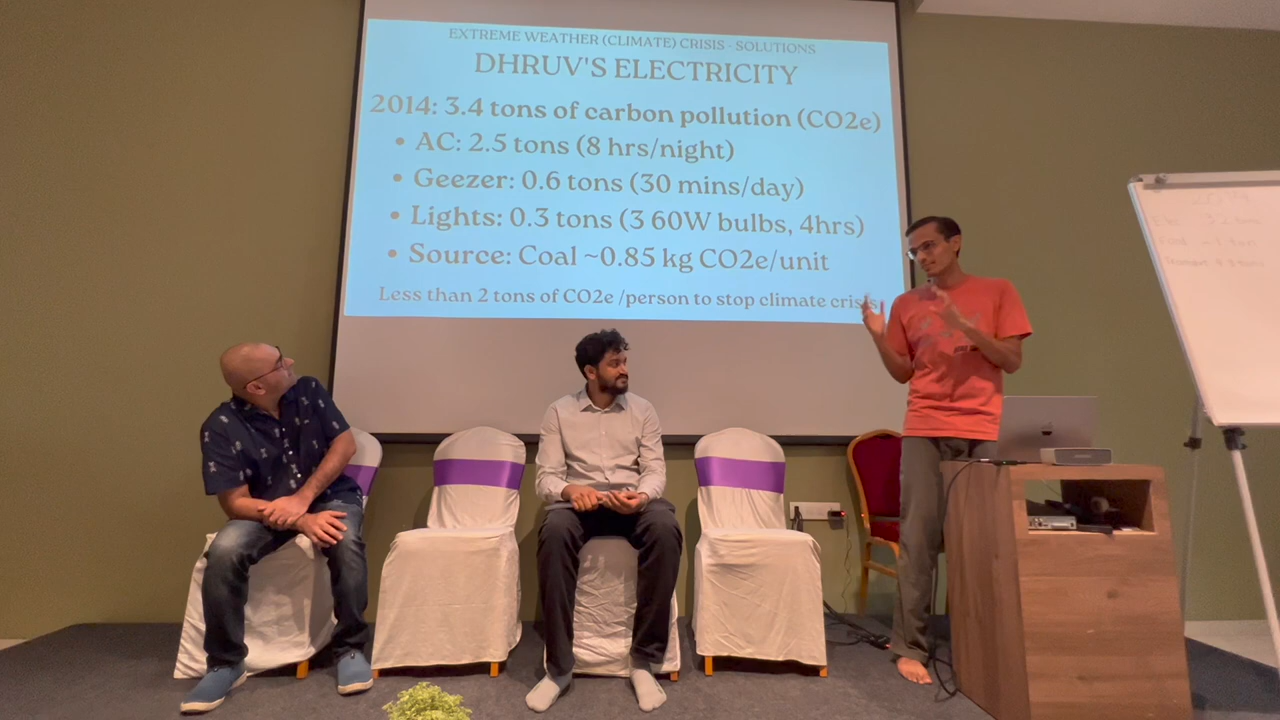 EXTREME WEATHER (CLIMATE) CRISIS - SOLUTIONS
DHRUV'S ELECTRICITY
2014: 3.4 tons of carbon pollution (CO2e)
• AC: 2.5 tons (8 hrs/night)
• Geezer: 0.6 tons (30 mins/day)
• Lights: 0.3 tons (3 60W bulbs, 4hrs)
• Source: Coal ~0.85 kg CO2e/unit
Less than 2 tons of CO2e /person to stop climate crisis